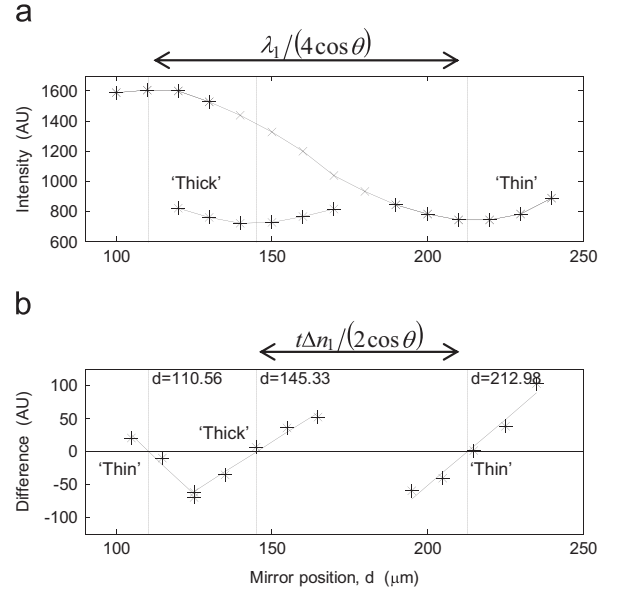 a
λ₁/(4cosθ)
1600
1400
1200
1000
800
600
Intensity (AU)
'Thick'
'Thin'
100
150
200
250
b
tΔn₁/(2cosθ)
d=110.56
d=145.33
d=212.98
100
50
0
-50
-100
Difference (AU)
'Thick'
'Thin'
'Thin'
100
150
200
250
Mirror position, d (μm)